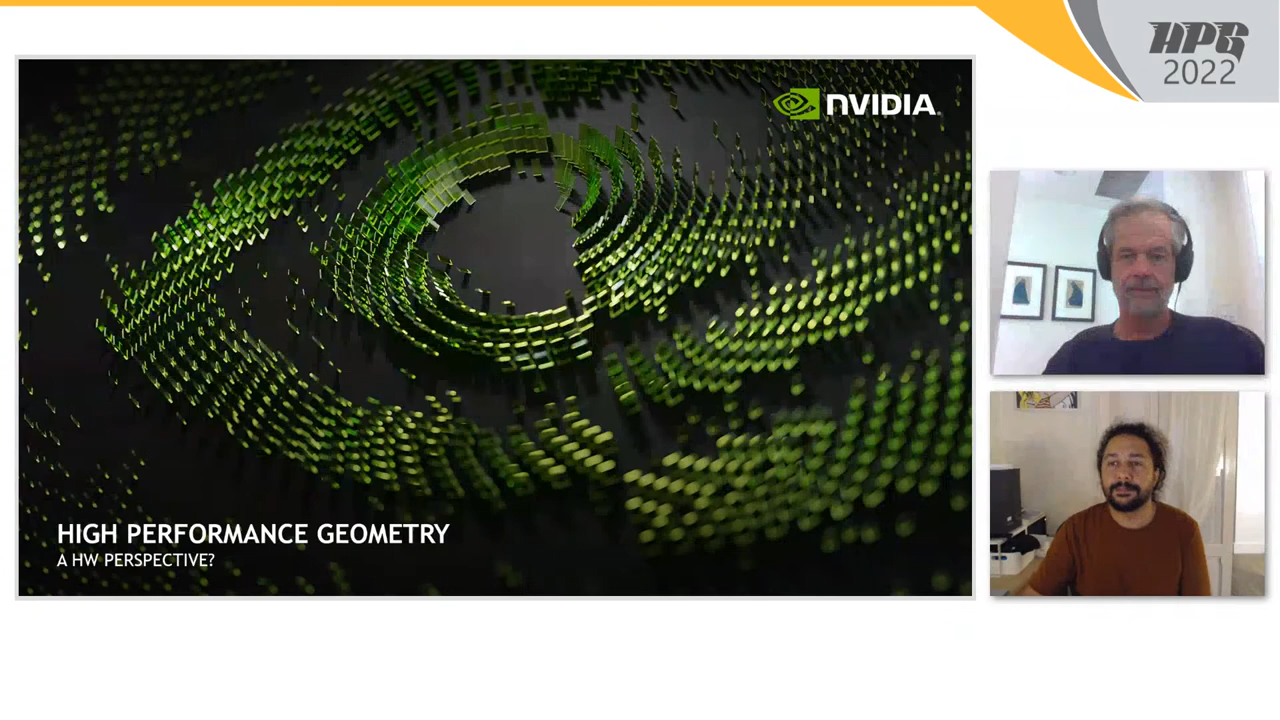 HPG
2022
NVIDIA
HIGH PERFORMANCE GEOMETRY
A HW PERSPECTIVE?